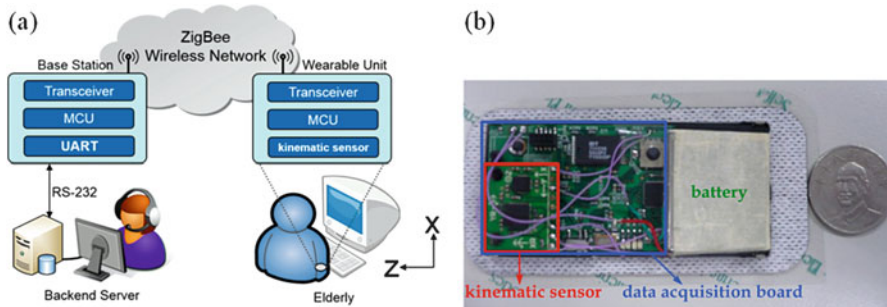 (a)
ZigBee
Wireless Network
Base Station
Transceiver
MCU
UART
RS-232
Backend Server
Wearable Unit
Transceiver
MCU
kinematic sensor
Elderly
X
Z
(b)
battery
kinematic sensor
data acquisition board